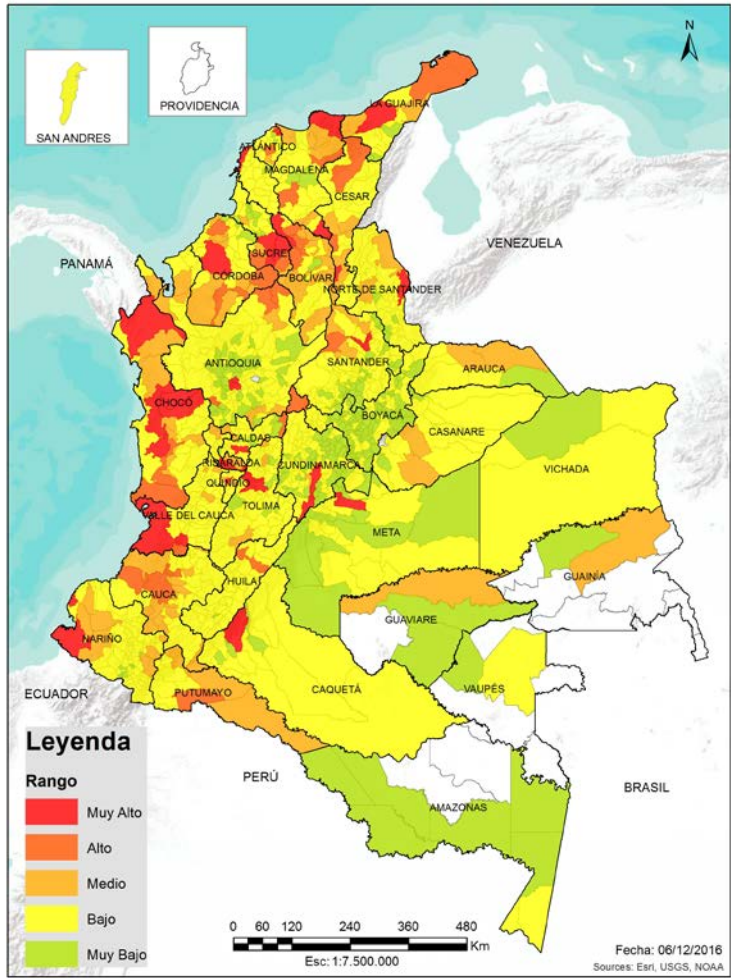 N
SAN ANDRES
PROVIDENCIA
LA GUAJIRA
ATLÁNTICO
MAGDALENA
CESAR
PANAMÁ
VENEZUELA
SUCRE
CÓRDOBA
BOLÍVAR
NORTE DE SANTANDER
ANTIOQUIA
SANTANDER
ARAUCA
CHOCÓ
BOYACÁ
CALDAS
CASANARE
RISARALDA
CUNDINAMARCA
VICHADA
QUINDÍO
TOLIMA
VALLE DEL CAUCA
META
GUAINÍA
HUILA
CAUCA
GUAVIARE
NARIÑO
ECUADOR
PUTUMAYO
CAQUETÁ
VAUPÉS
PERÚ
BRASIL
AMAZONAS
Leyenda
Rango
Muy Alto
Alto
Medio
Bajo
Muy Bajo
0 60 120 240 360 480
Km
Esc: 1:7.500.000
Fecha: 06/12/2016
Sources: Esri, USGS, NOAA